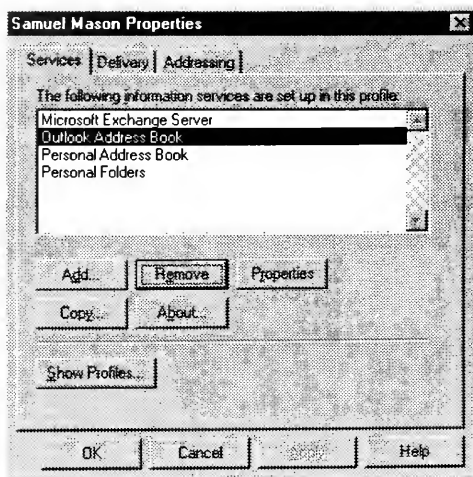 Samuel Mason Properties
Services Delivery Addressing
The following information services are set up in this profile:
Microsoft Exchange Server
Outlook Address Book
Personal Address Book
Personal Folders
Add... Remove Properties
Copy... About...
Show Profiles...
OK Cancel Apply Help